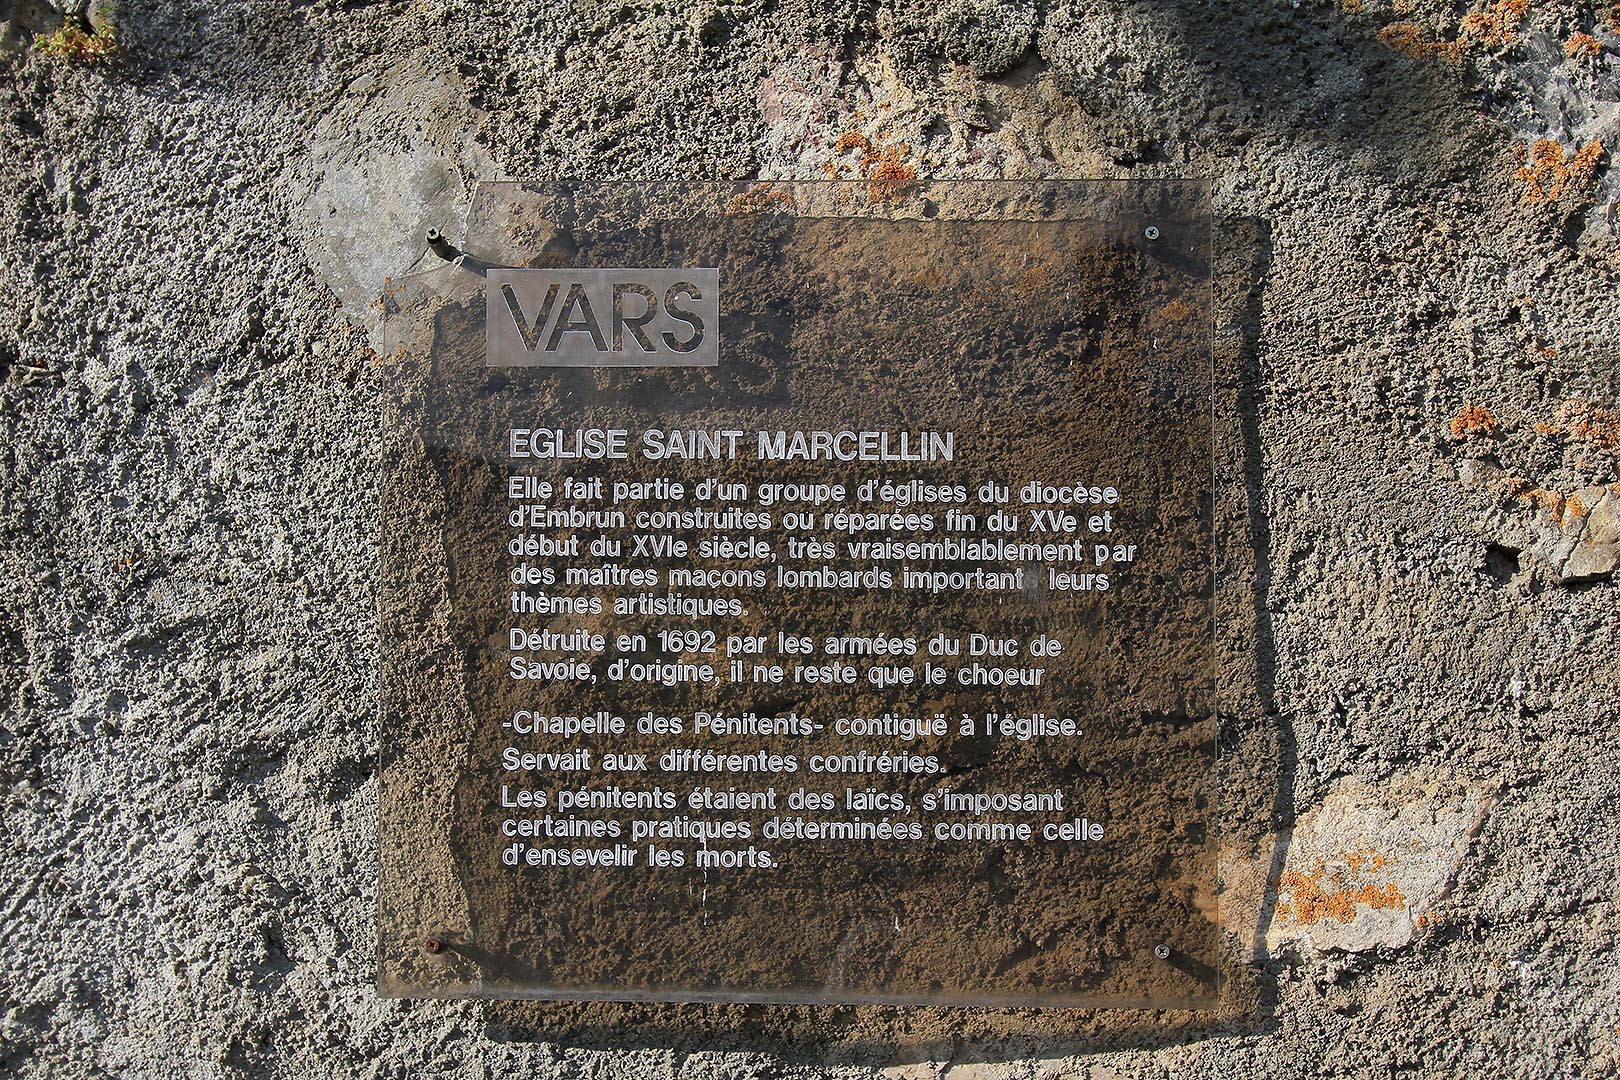 VARS
EGLISE SAINT MARCELLIN
Elle fait partie d'un groupe d'églises du diocèse
d'Embrun construites ou réparées fin du XVe et
début du XVIe siècle, très vraisemblablement par
des maîtres maçons lombards important leurs
thèmes artistiques.
Détruite en 1692 par les armées du Duc de
Savoie, d'origine, il ne reste que le choeur
-Chapelle des Pénitents- contiguë à l'église.
Servait aux différentes confréries.
Les pénitents étaient des laïcs, s'imposant
certaines pratiques déterminées comme celle
d'ensevelir les morts.